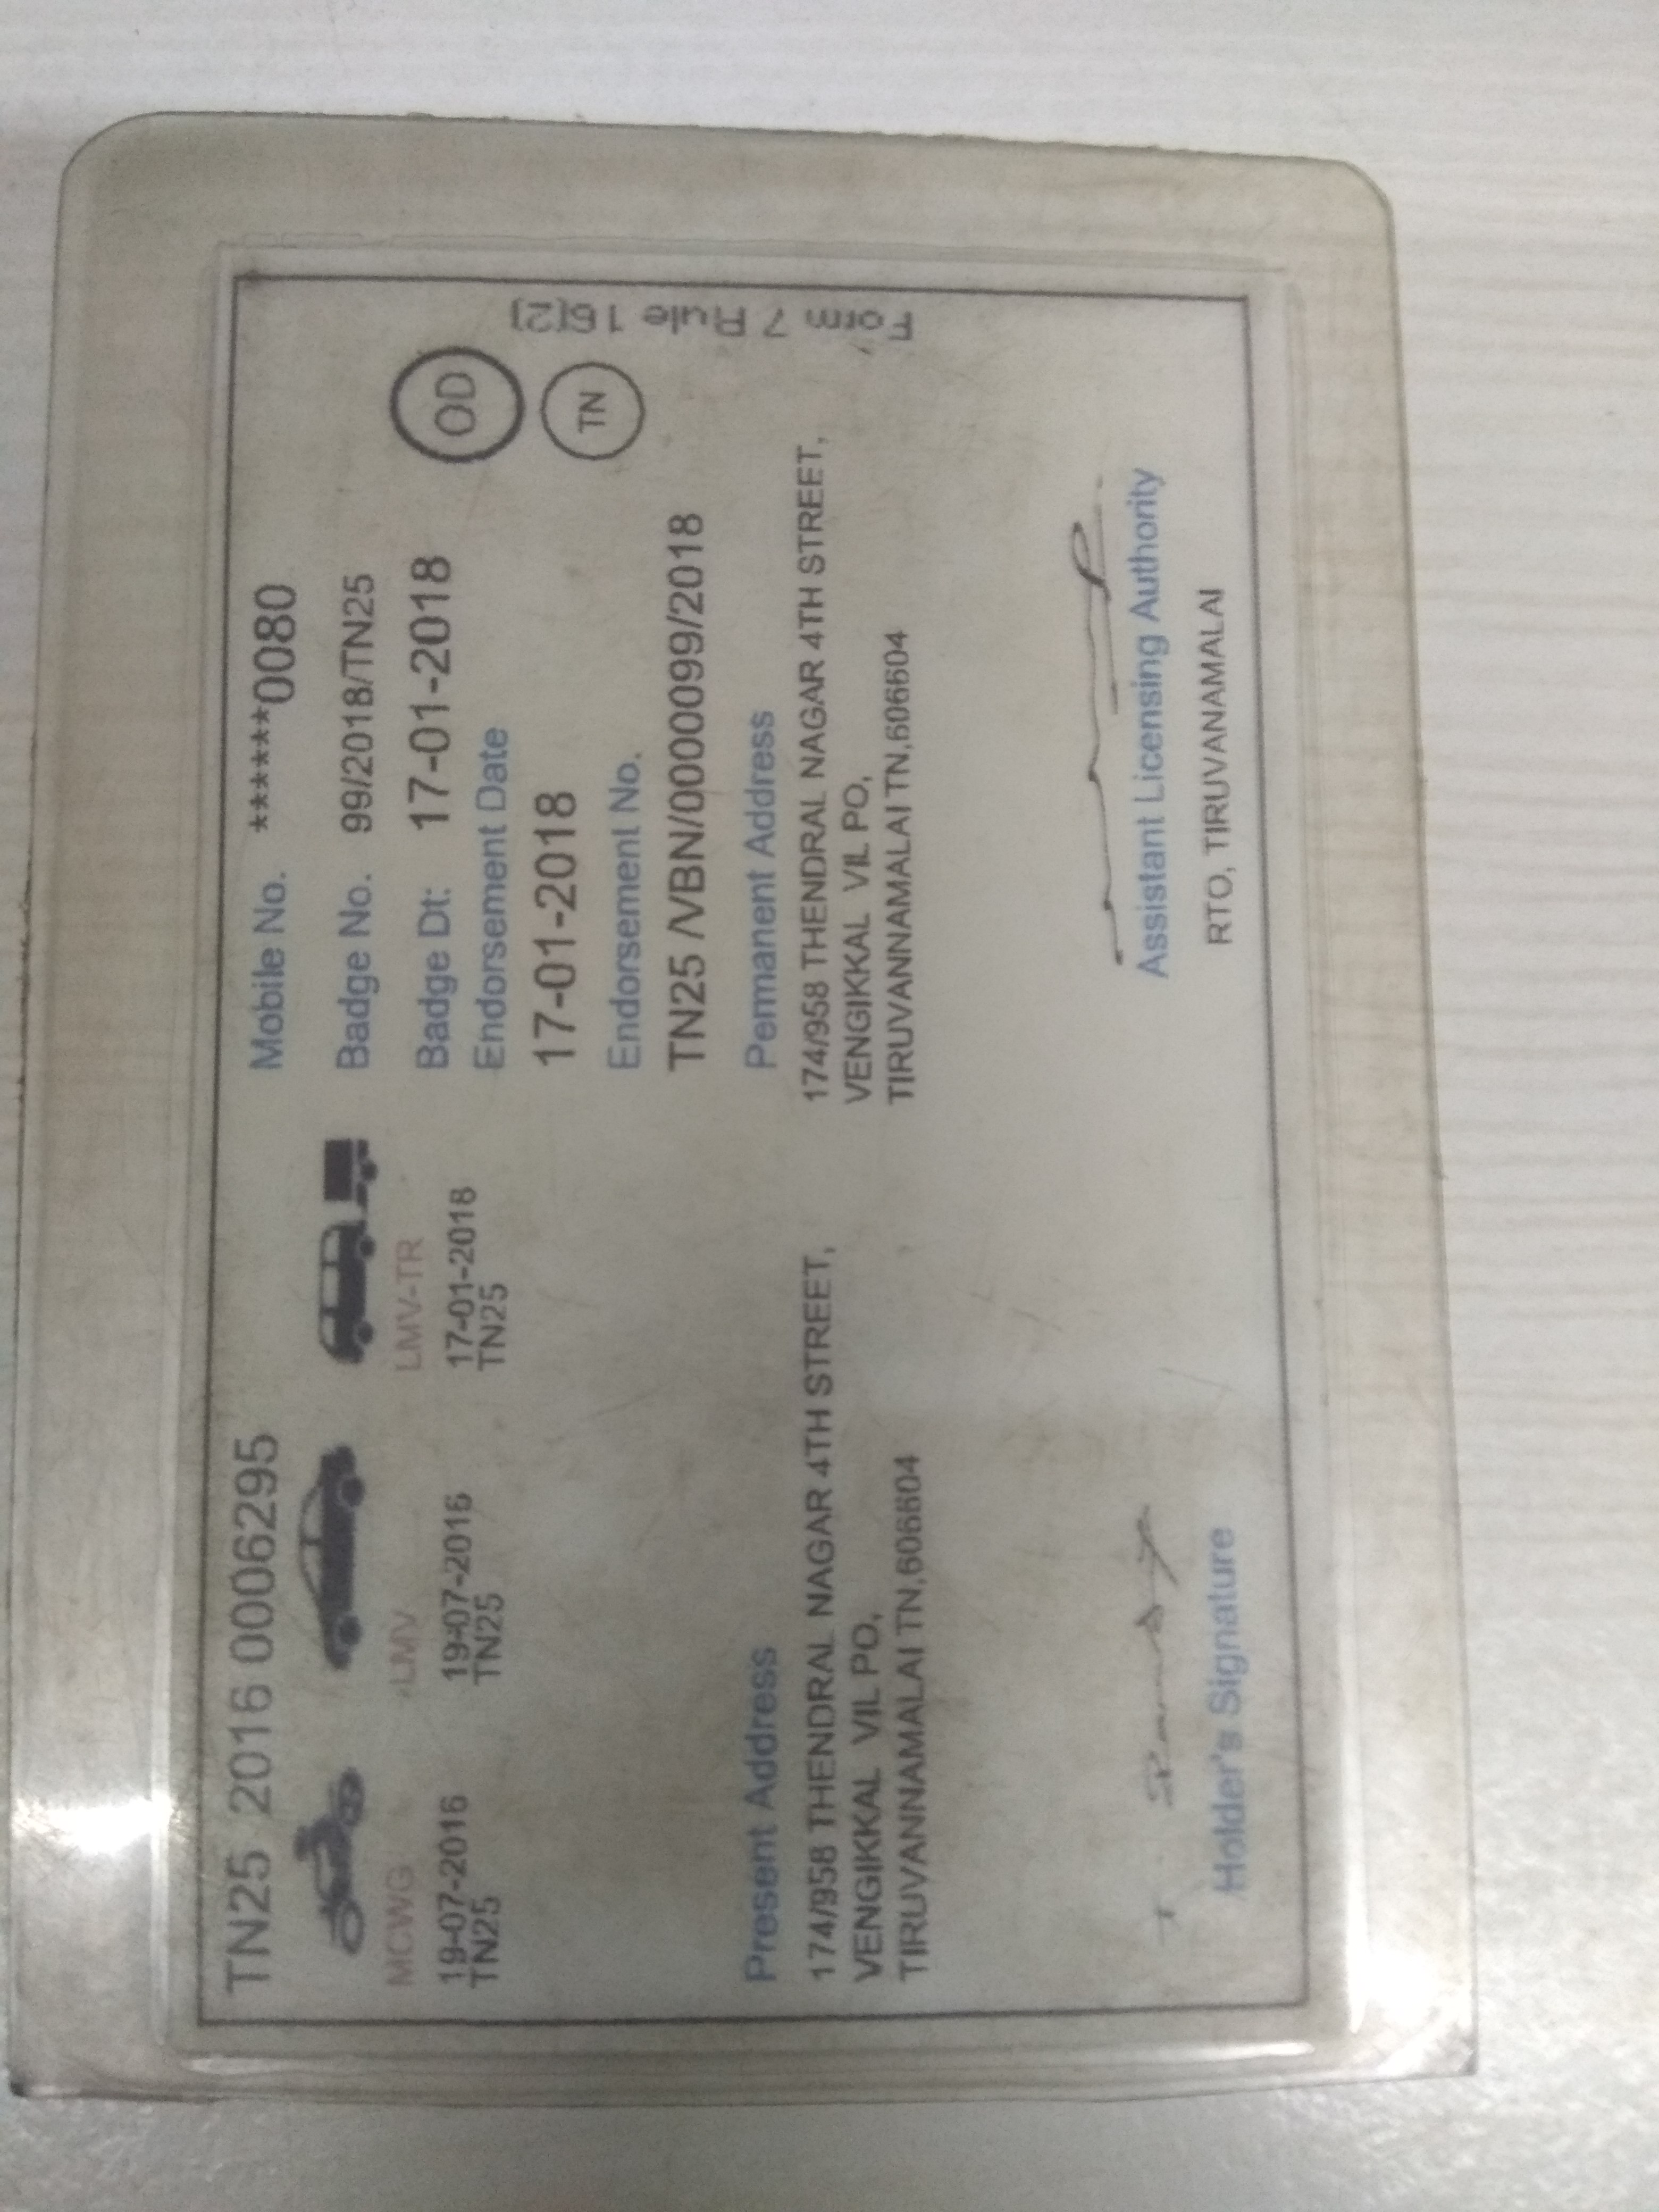 TN25 2016 0006295
MCWG
19-07-2016
TN25
LMV
19-07-2016
TN25
LMV-TR
17-01-2018
TN25
Mobile No. ******0080
Badge No. 99/2018/TN25
Badge Dt: 17-01-2018
Endorsement Date
17-01-2018
Endorsement No.
TN25 /VBN/0000099/2018
OD
TN
Form 7 Rule 16(2)
Present Address
174/958 THENDRAL NAGAR 4TH STREET,
VENGIKKAL VIL PO,
TIRUVANNAMALAI TN,606604
Permanent Address
174/958 THENDRAL NAGAR 4TH STREET,
VENGIKKAL VIL PO,
TIRUVANNAMALAI TN,606604
Holder's Signature
Assistant Licensing Authority
RTO, TIRUVANAMALAI